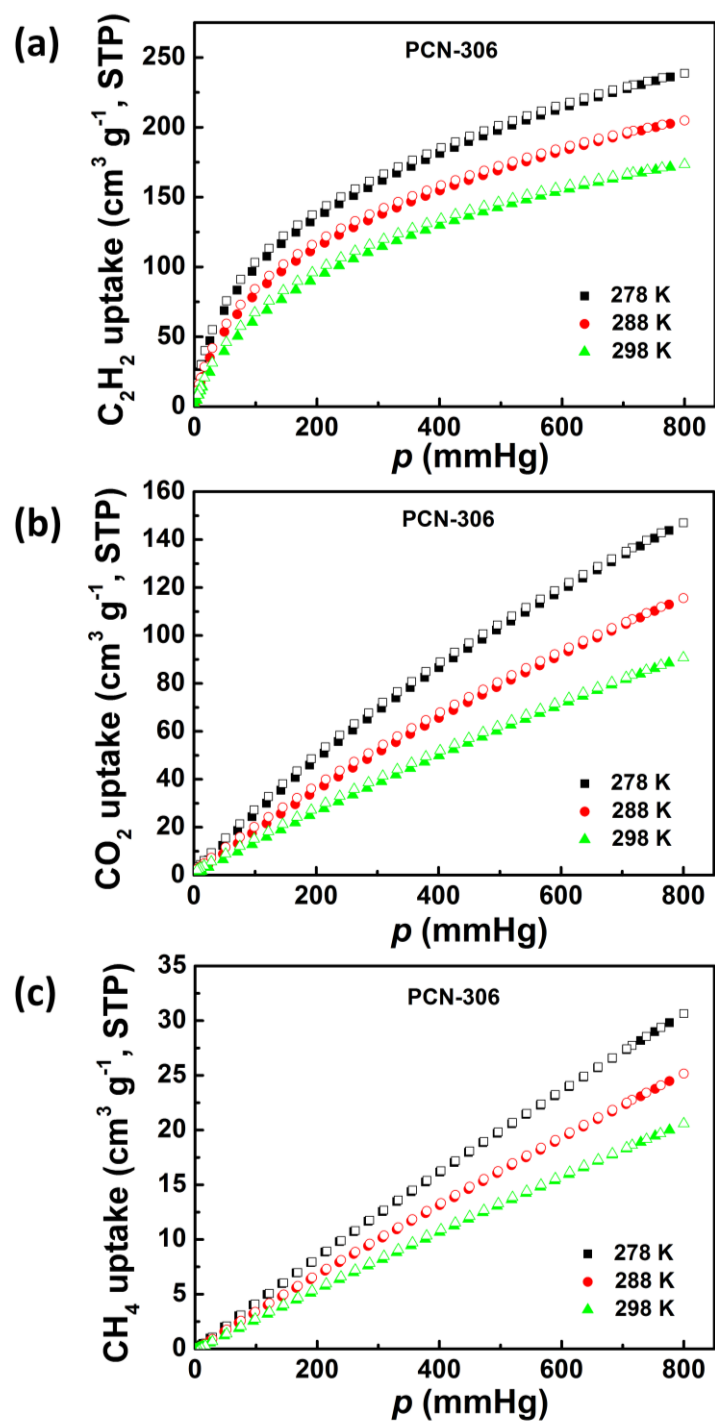 (a)
PCN-306
C₂H₂ uptake (cm³ g⁻¹, STP)
250
200
150
100
50
0
278 K
288 K
298 K
0 200 400 600 800
p (mmHg)
(b)
PCN-306
CO₂ uptake (cm³ g⁻¹, STP)
160
140
120
100
80
60
40
20
0
278 K
288 K
298 K
0 200 400 600 800
p (mmHg)
(c)
PCN-306
CH₄ uptake (cm³ g⁻¹, STP)
35
30
25
20
15
10
5
0
278 K
288 K
298 K
0 200 400 600 800
p (mmHg)